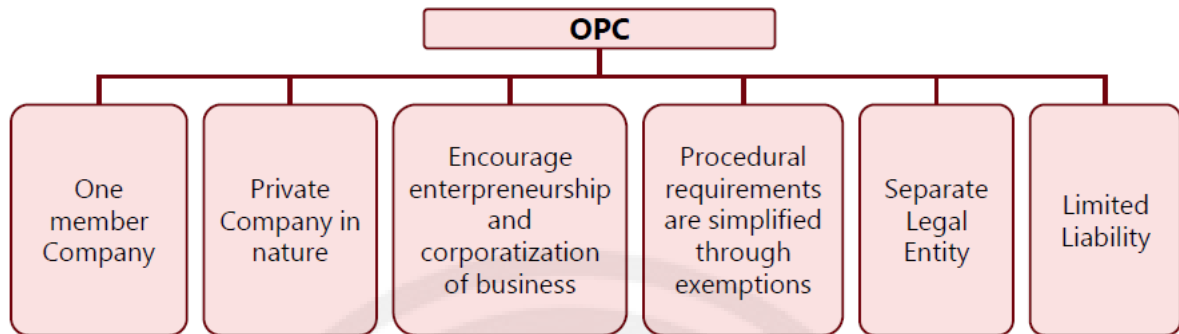 OPC
One
member
Company
Private
Company in
nature
Encourage
enterpreneurship
and
corporatization
of business
Procedural
requirements
are simplified
through
exemptions
Separate
Legal
Entity
Limited
Liability